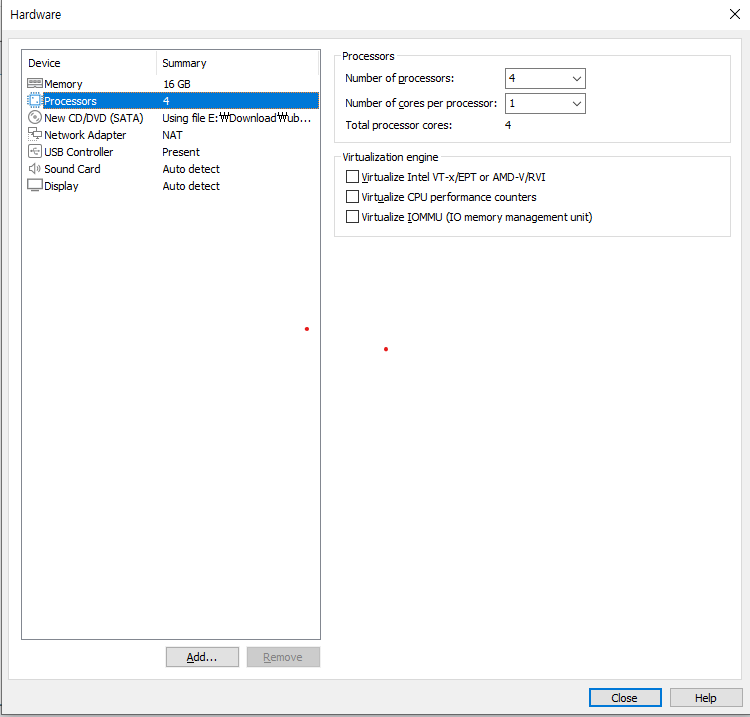 Hardware
Device Summary
Memory 16 GB
Processors 4
New CD/DVD (SATA) Using file E:₩Download₩ub...
Network Adapter NAT
USB Controller Present
Sound Card Auto detect
Display Auto detect
Add... Remove
Processors
Number of processors: 4
Number of cores per processor: 1
Total processor cores: 4
Virtualization engine
Virtualize Intel VT-x/EPT or AMD-V/RVI
Virtualize CPU performance counters
Virtualize IOMMU (IO memory management unit)
Close Help